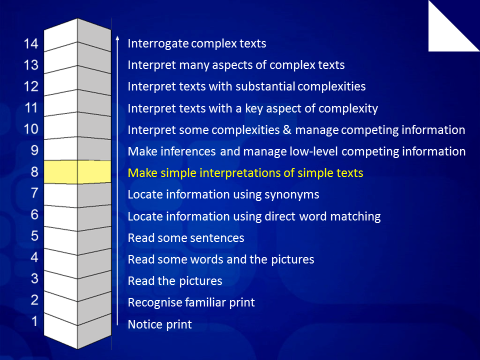 14 Interrogate complex texts
13 Interpret many aspects of complex texts
12 Interpret texts with substantial complexities
11 Interpret texts with a key aspect of complexity
10 Interpret some complexities & manage competing information
9 Make inferences and manage low-level competing information
8 Make simple interpretations of simple texts
7 Locate information using synonyms
6 Locate information using direct word matching
5 Read some sentences
4 Read some words and the pictures
3 Read the pictures
2 Recognise familiar print
1 Notice print